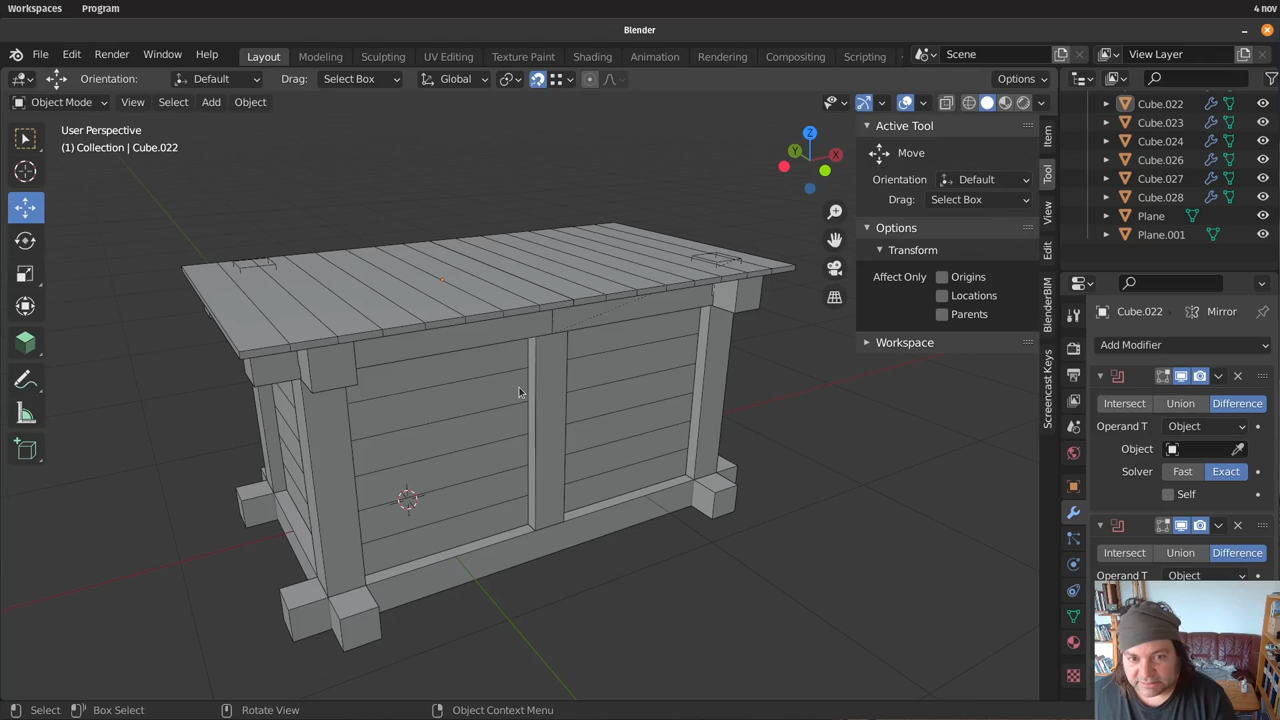 Workspaces Program 4 nov
Blender
File Edit Render Window Help Layout Modeling Sculpting UV Editing Texture Paint Shading Animation Rendering Compositing Scripting Scene View Layer
Orientation: Default Drag: Select Box Global Options
Object Mode View Select Add Object
User Perspective
(1) Collection | Cube.022
Z
Y
X
Active Tool
Move
Orientation Default
Drag: Select Box
Options
Transform
Affect Only Origins
Locations
Parents
Workspace
Item
Tool
View
Edit
BlenderBIM
Screencast Keys
Cube.022
Cube.023
Cube.024
Cube.026
Cube.027
Cube.028
Plane
Plane.001
Cube.022 Mirror
Add Modifier
Intersect Union Difference
Operand T Object
Object
Solver Fast Exact
Self
Intersect Union Difference
Operand T Object
Select Box Select Rotate View Object Context Menu